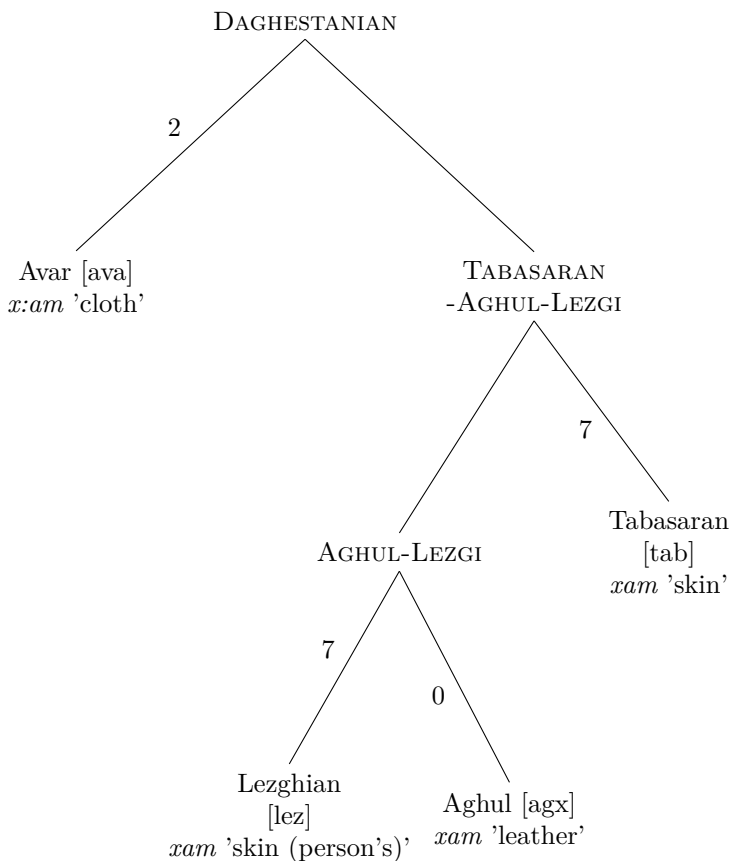 DAGHESTANIAN
2
Avar [ava]
x:am ’cloth’
TABASARAN
-AGHUL-LEZGI
7
Tabasaran
[tab]
xam ’skin’
AGHUL-LEZGI
7
0
Lezghian
[lez]
xam ’skin (person’s)’
Aghul [agx]
xam ’leather’